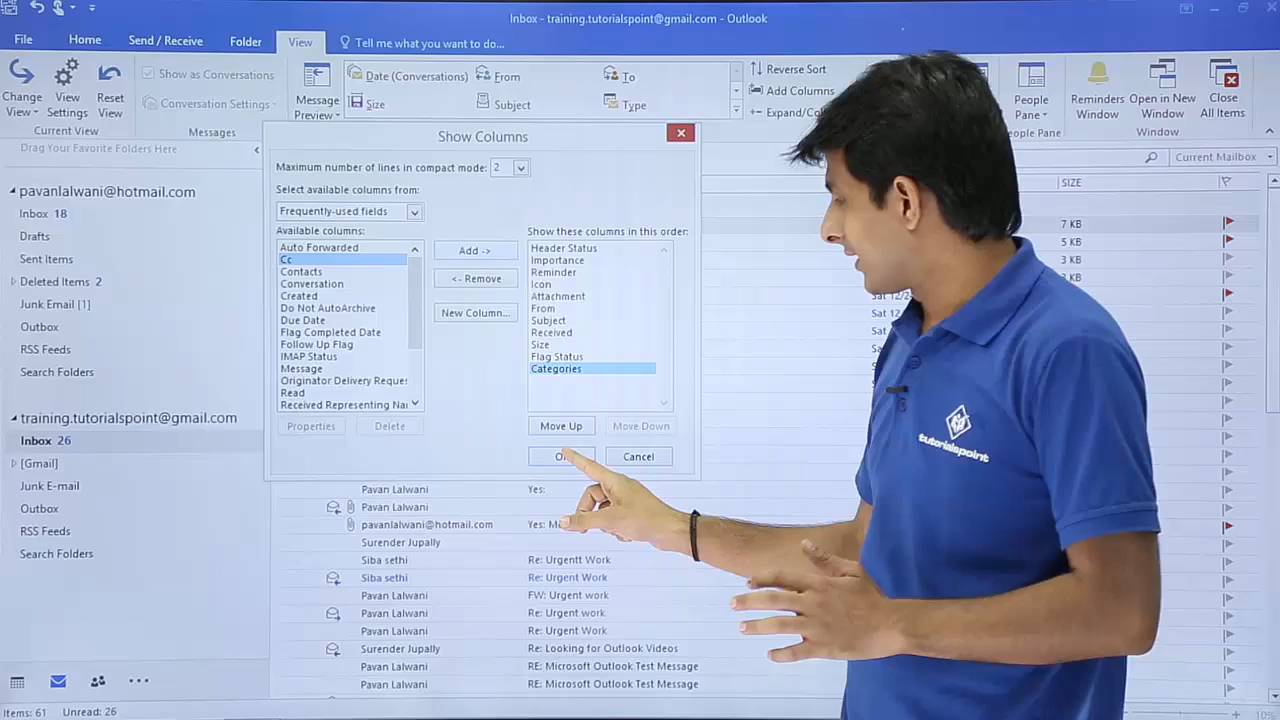 Inbox - training.tutorialspoint@gmail.com - Outlook
File Home Send / Receive Folder View Tell me what you want to do...
Change View
View Settings
Reset View
Current View
Show as Conversations
Conversation Settings
Messages
Message Preview
Date (Conversations) From To
Size Subject Type
Reverse Sort
Add Columns
People Pane
Reminders Window
Open in New Window
Close All Items
Window
Drag Your Favorite Folders Here
Current Mailbox
pavanlalwani@hotmail.com
Inbox 18
Drafts
Sent Items
Deleted Items 2
Junk Email [1]
Outbox
RSS Feeds
Search Folders
training.tutorialspoint@gmail.com
Inbox 26
[Gmail]
Junk E-mail
Outbox
RSS Feeds
Search Folders
Items: 61 Unread: 26
Show Columns
Maximum number of lines in compact mode: 2
Select available columns from:
Frequently-used fields
Available columns:
Auto Forwarded
Cc
Contacts
Conversation
Created
Do Not AutoArchive
Due Date
Flag Completed Date
Follow Up Flag
IMAP Status
Message
Originator Delivery Reques
Read
Received Representing Nar
Properties Delete
Add ->
<- Remove
New Column...
Show these columns in this order:
Header Status
Importance
Reminder
Icon
Attachment
From
Subject
Received
Size
Flag Status
Categories
Move Up Move Down
Cancel
SIZE
7 KB
5 KB
3 KB
3 KB
Pavan Lalwani Yes:
Pavan Lalwani
pavanlalwani@hotmail.com Yes:
Surender Jupally
Siba sethi Re: Urgentt Work
Siba sethi Re: Urgent Work
Pavan Lalwani FW: Urgent work
Pavan Lalwani Re: Urgent work
Pavan Lalwani Re: Urgent Work
Surender Jupally Re: Looking for Outlook Videos
Pavan Lalwani RE: Microsoft Outlook Test Message
Pavan Lalwani RE: Microsoft Outlook Test Message
10%
tutorialspoint